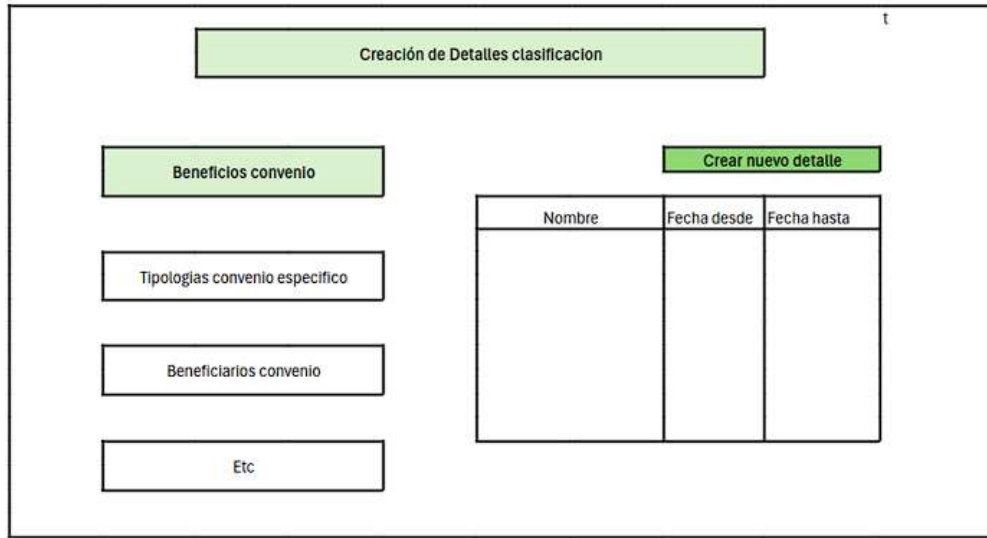 t
Creación de Detalles clasificacion
Beneficios convenio
Crear nuevo detalle
Nombre
Fecha desde
Fecha hasta
Tipologias convenio especifico
Beneficiarios convenio
Etc